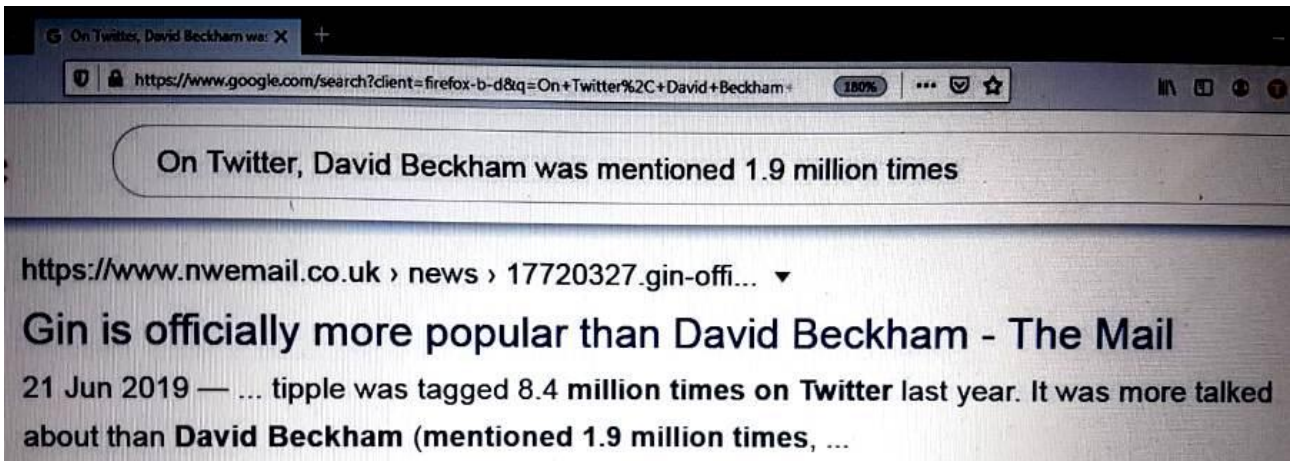 G On Twitter, David Beckham wa: X +
https://www.google.com/search?client=firefox-b-d&q=On+Twitter%2C+David+Beckham+ 180% ...
On Twitter, David Beckham was mentioned 1.9 million times
https://www.nwemail.co.uk › news › 17720327.gin-offi... ▼
Gin is officially more popular than David Beckham - The Mail
21 Jun 2019 — ... tipple was tagged 8.4 million times on Twitter last year. It was more talked
about than David Beckham (mentioned 1.9 million times, ...